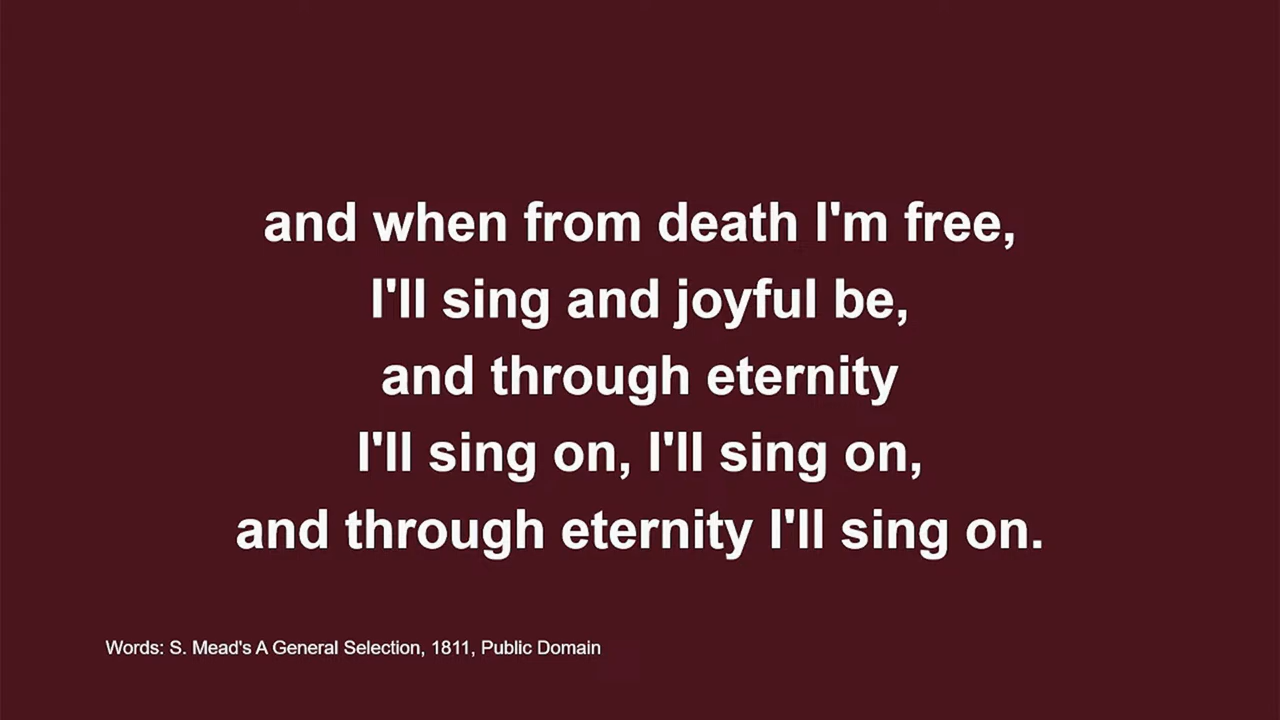 and when from death I'm free,
I'll sing and joyful be,
and through eternity
I'll sing on, I'll sing on,
and through eternity I'll sing on.
Words: S. Mead's A General Selection, 1811, Public Domain